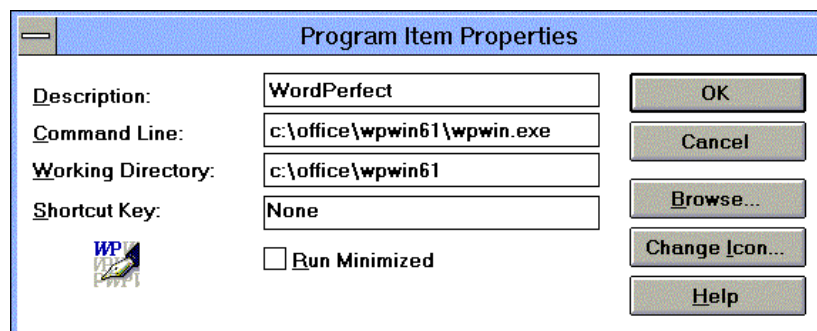 Program Item Properties
Description: WordPerfect
Command Line: c:\office\wpwin61\wpwin.exe
Working Directory: c:\office\wpwin61
Shortcut Key: None
Run Minimized
OK
Cancel
Browse...
Change Icon...
Help
WP